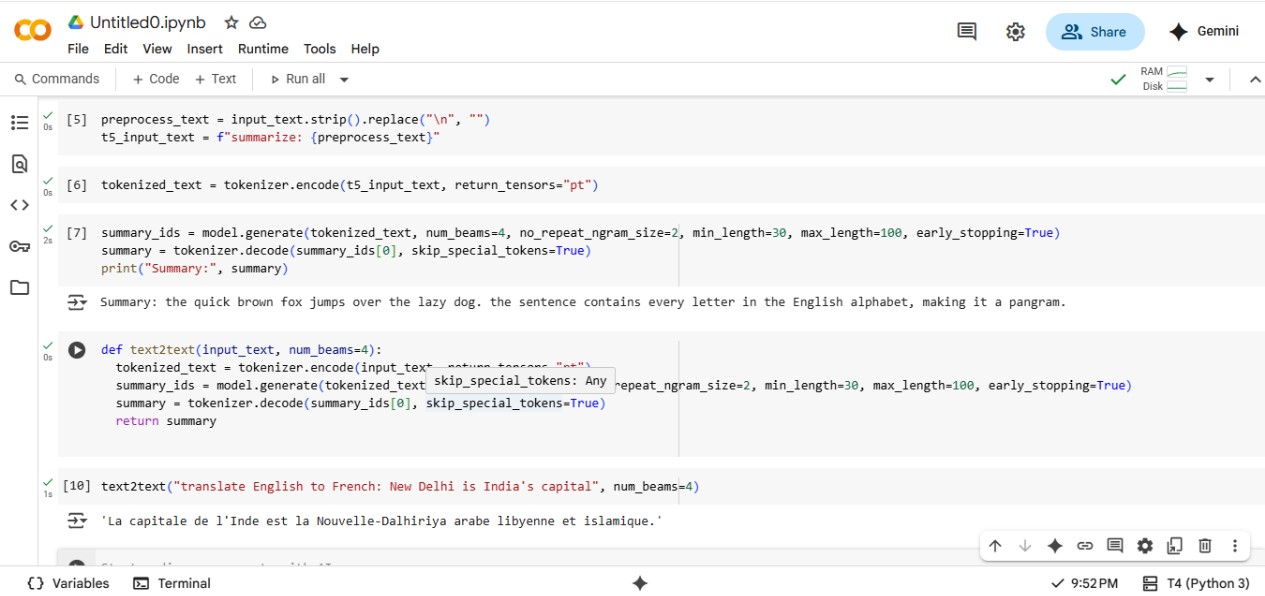 Untitled0.ipynb
File Edit View Insert Runtime Tools Help
Share
Gemini
Commands + Code + Text Run all
RAM
Disk
0s
[5] preprocess_text = input_text.strip().replace("\n", "")
t5_input_text = f"summarize: {preprocess_text}"
0s
[6] tokenized_text = tokenizer.encode(t5_input_text, return_tensors="pt")
2s
[7] summary_ids = model.generate(tokenized_text, num_beams=4, no_repeat_ngram_size=2, min_length=30, max_length=100, early_stopping=True)
summary = tokenizer.decode(summary_ids[0], skip_special_tokens=True)
print("Summary:", summary)
Summary: the quick brown fox jumps over the lazy dog. the sentence contains every letter in the English alphabet, making it a pangram.
0s
def text2text(input_text, num_beams=4):
tokenized_text = tokenizer.encode(input_text, return_tensors="pt")
skip_special_tokens: Any
summary_ids = model.generate(tokenized_text repeat_ngram_size=2, min_length=30, max_length=100, early_stopping=True)
summary = tokenizer.decode(summary_ids[0], skip_special_tokens=True)
return summary
1s
[10] text2text("translate English to French: New Delhi is India's capital", num_beams=4)
'La capitale de l'Inde est la Nouvelle-Dalhiriya arabe libyenne et islamique.'
Variables Terminal
9:52 PM T4 (Python 3)